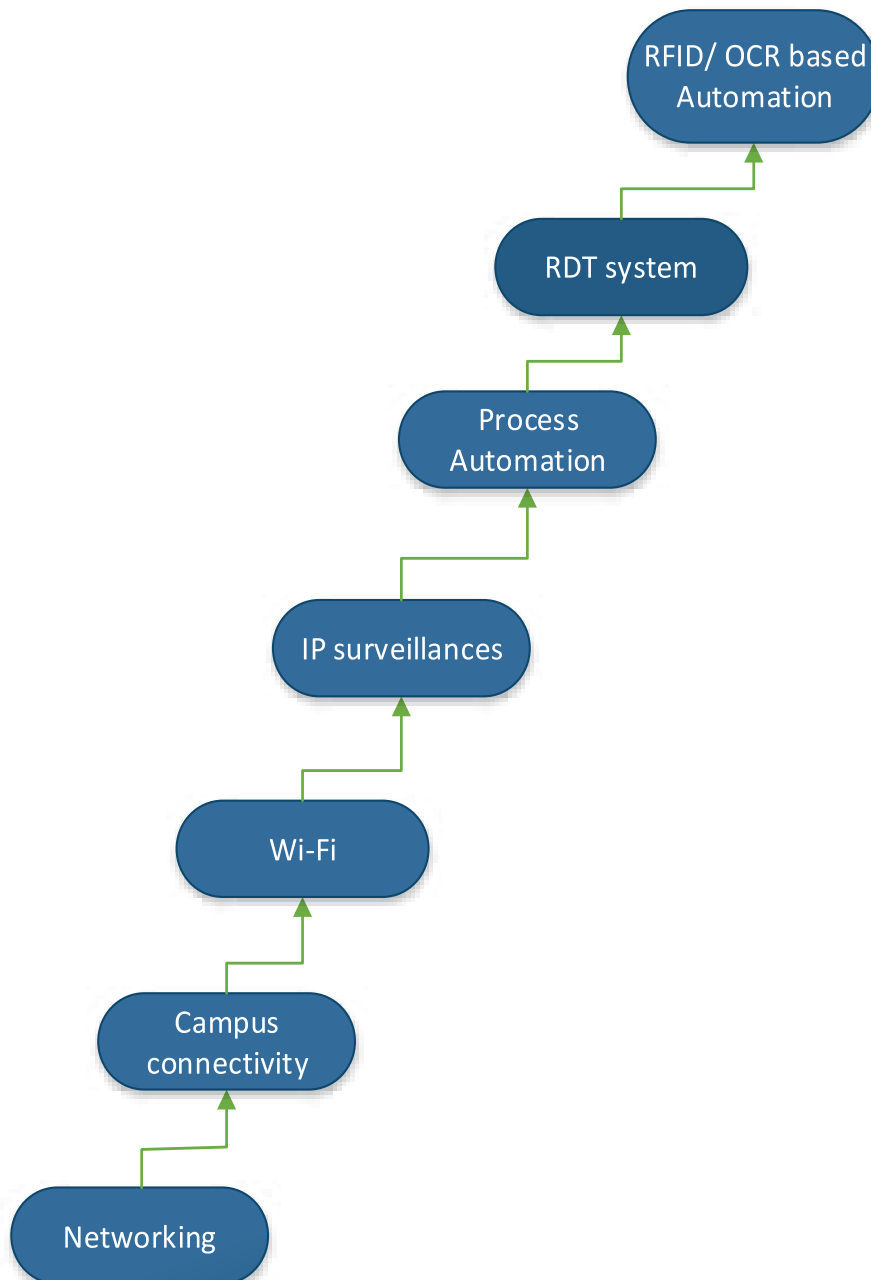 RFID/ OCR based
Automation
RDT system
Process
Automation
IP surveillances
Wi-Fi
Campus
connectivity
Networking